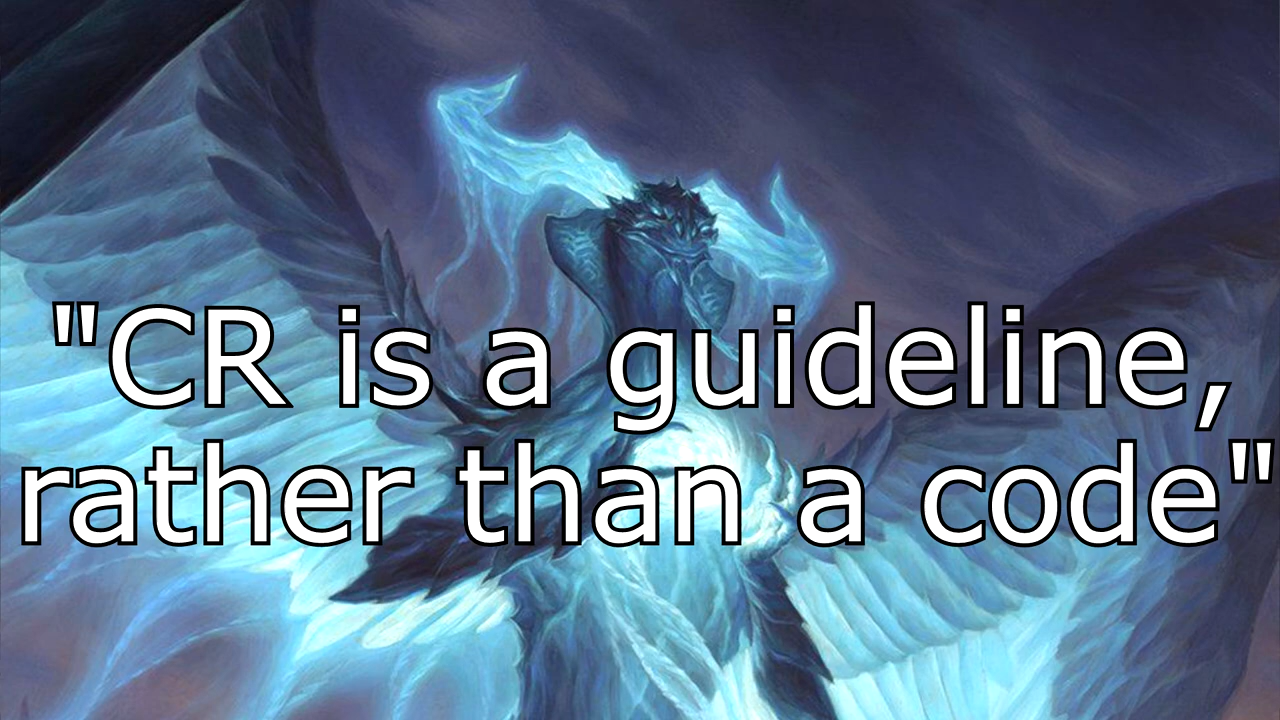 "CR is a guideline,
rather than a code"